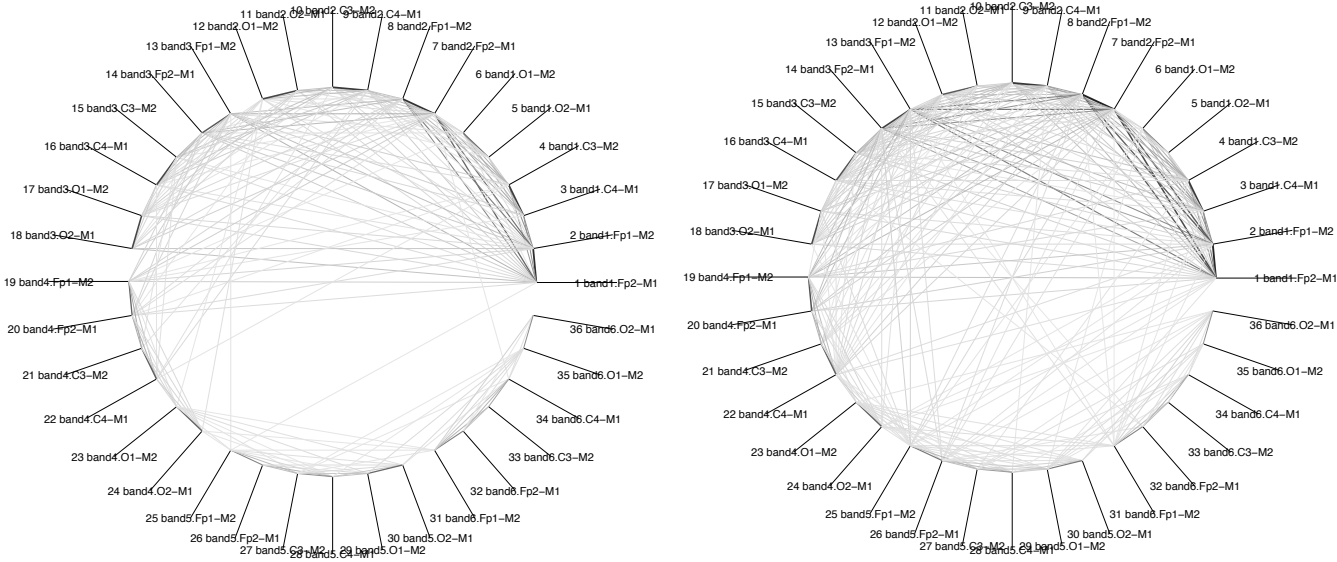 1 band1.Fp2−M1
2 band1.Fp1−M2
3 band1.C4−M1
4 band1.C3−M2
5 band1.O2−M1
6 band1.O1−M2
7 band2.Fp2−M1
8 band2.Fp1−M2
9 band2.C4−M1
10 band2.C3−M2
11 band2.O2−M1
12 band2.O1−M2
13 band3.Fp1−M2
14 band3.Fp2−M1
15 band3.C3−M2
16 band3.C4−M1
17 band3.O1−M2
18 band3.O2−M1
19 band4.Fp1−M2
20 band4.Fp2−M1
21 band4.C3−M2
22 band4.C4−M1
23 band4.O1−M2
24 band4.O2−M1
25 band5.Fp1−M2
26 band5.Fp2−M1
27 band5.C3−M2
28 band5.C4−M1
29 band5.O1−M2
30 band5.O2−M1
31 band6.Fp1−M2
32 band6.Fp2−M1
33 band6.C3−M2
34 band6.C4−M1
35 band6.O1−M2
36 band6.O2−M1
1 band1.Fp2−M1
2 band1.Fp1−M2
3 band1.C4−M1
4 band1.C3−M2
5 band1.O2−M1
6 band1.O1−M2
7 band2.Fp2−M1
8 band2.Fp1−M2
9 band2.C4−M1
10 band2.C3−M2
11 band2.O2−M1
12 band2.O1−M2
13 band3.Fp1−M2
14 band3.Fp2−M1
15 band3.C3−M2
16 band3.C4−M1
17 band3.O1−M2
18 band3.O2−M1
19 band4.Fp1−M2
20 band4.Fp2−M1
21 band4.C3−M2
22 band4.C4−M1
23 band4.O1−M2
24 band4.O2−M1
25 band5.Fp1−M2
26 band5.Fp2−M1
27 band5.C3−M2
28 band5.C4−M1
29 band5.O1−M2
30 band5.O2−M1
31 band6.Fp1−M2
32 band6.Fp2−M1
33 band6.C3−M2
34 band6.C4−M1
35 band6.O1−M2
36 band6.O2−M1